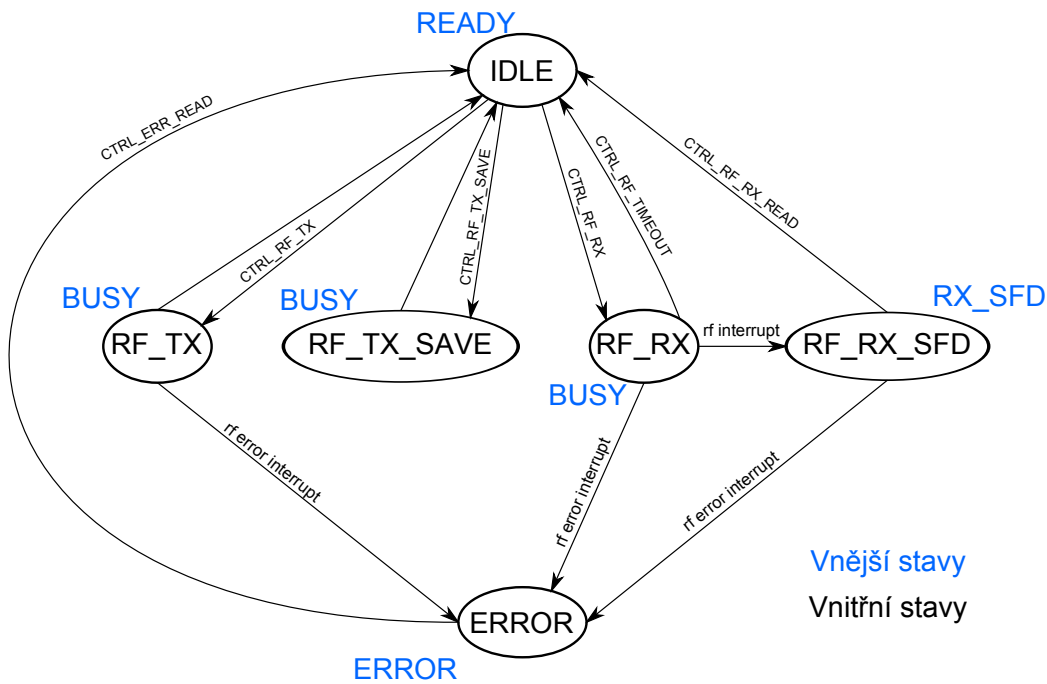 READY
IDLE
CTRL_ERR_READ
CTRL_RF_TX
CTRL_RF_TX_SAVE
CTRL_RF_RX
CTRL_RF_TIMEOUT
CTRL_RF_RX_READ
BUSY
RF_TX
BUSY
RF_TX_SAVE
RF_RX
BUSY
rf interrupt
RX_SFD
RF_RX_SFD
rf error interrupt
rf error interrupt
rf error interrupt
ERROR
ERROR
Vnější stavy
Vnitřní stavy